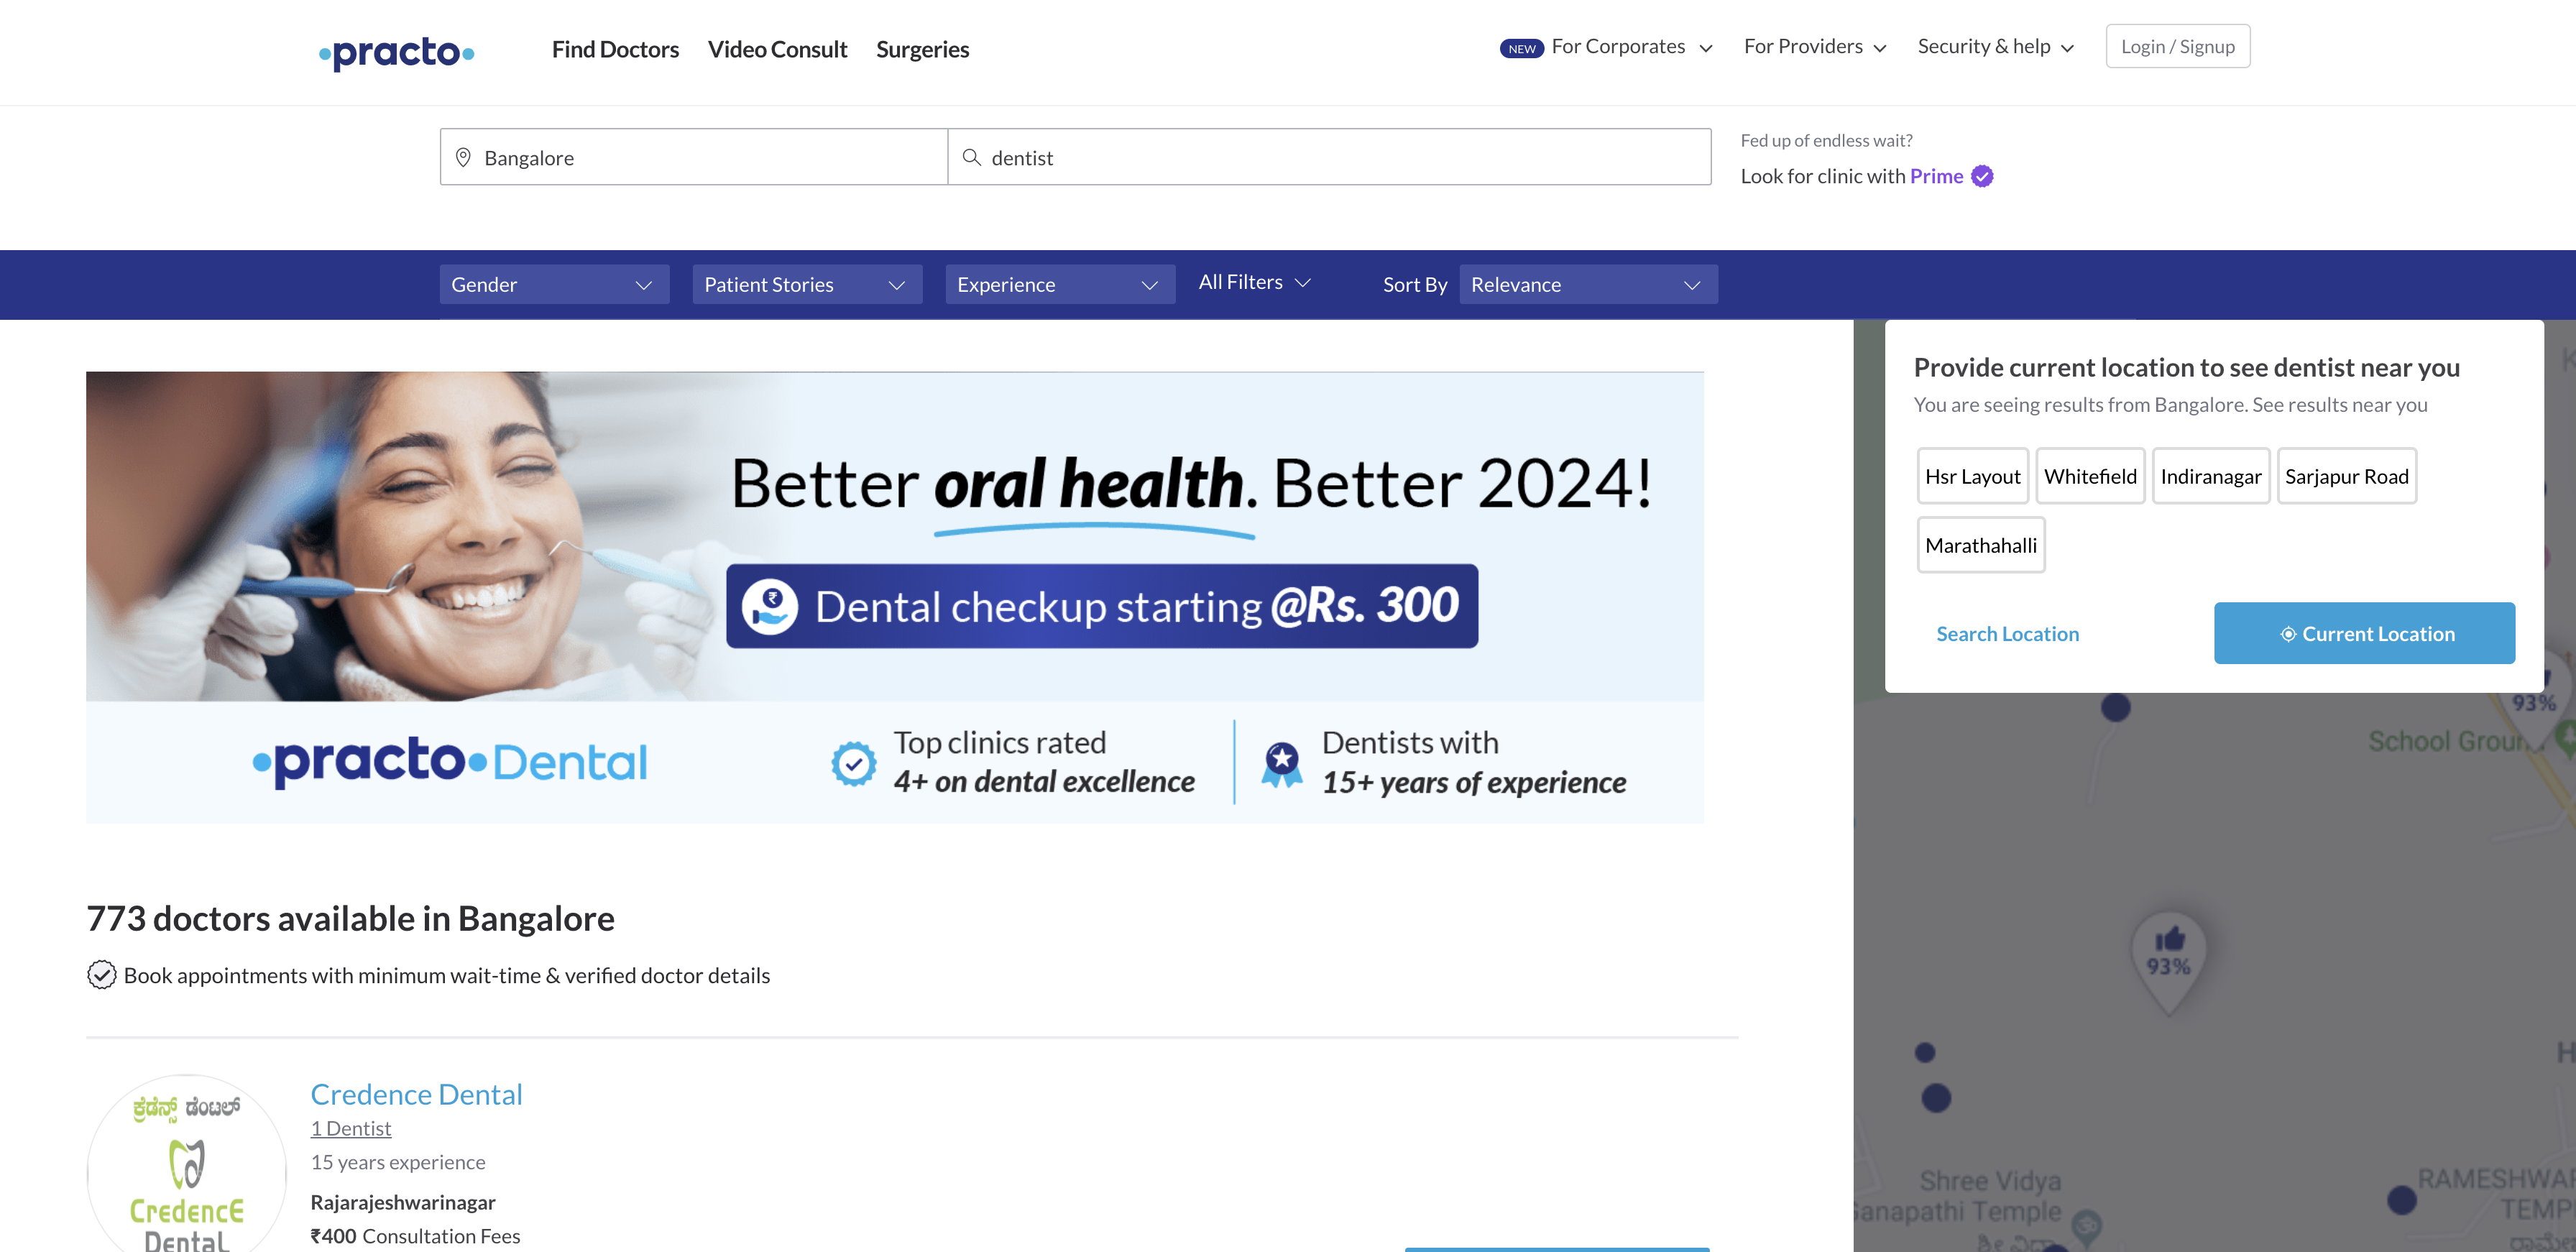 practo
Find Doctors
Video Consult
Surgeries
NEW For Corporates
For Providers
Security & help
Login / Signup
Bangalore
dentist
Fed up of endless wait?
Look for clinic with Prime
Gender
Patient Stories
Experience
All Filters
Sort By
Relevance
Better oral health. Better 2024!
Dental checkup starting @Rs. 300
practo Dental
Top clinics rated
4+ on dental excellence
Dentists with
15+ years of experience
773 doctors available in Bangalore
Book appointments with minimum wait-time & verified doctor details
ಕ್ರೆಡೆನ್ಸ್ ಡೆಂಟಲ್
CredencE
DentaL
Credence Dental
1 Dentist
15 years experience
Rajarajeshwarinagar
₹400 Consultation Fees
Provide current location to see dentist near you
You are seeing results from Bangalore. See results near you
Hsr Layout
Whitefield
Indiranagar
Sarjapur Road
Marathahalli
Search Location
Current Location
93%
School Ground
93%
Shree Vidya
Ganapathi Temple